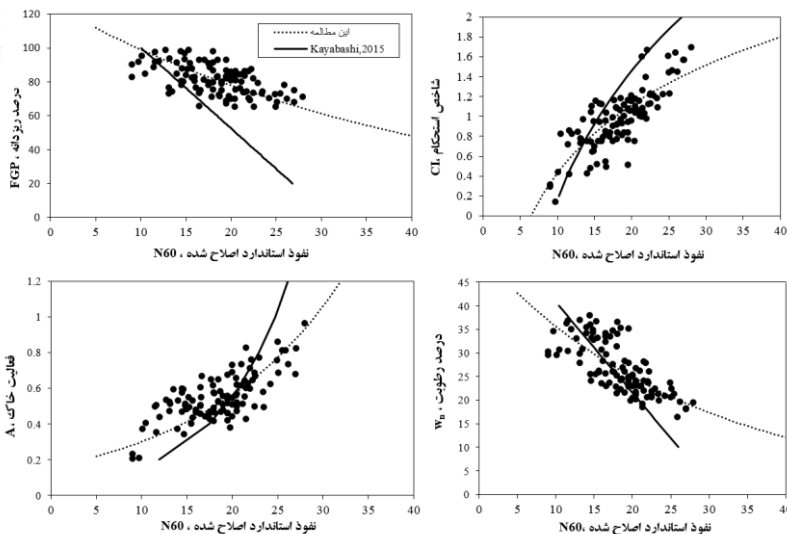 120
100
80
60
40
20
0
0 5 10 15 20 25 30 35 40
درصد ریزدانه ، FGP
نفوذ استاندارد اصلاح شده ، N60
این مطالعه
Kayabashi,2015
2
1.8
1.6
1.4
1.2
1
0.8
0.6
0.4
0.2
0
0 5 10 15 20 25 30 35 40
شاخص استحکام ،CI
نفوذ استاندارد اصلاح شده ،N60
1.2
1
0.8
0.6
0.4
0.2
0
0 5 10 15 20 25 30 35 40
فعالیت خاک ، A
نفوذ استاندارد اصلاح شده ، N60
45
40
35
30
25
20
15
10
5
0
0 5 10 15 20 25 30 35 40
درصد رطوبت ، wn
نفوذ استاندارد اصلاح شده ،N60